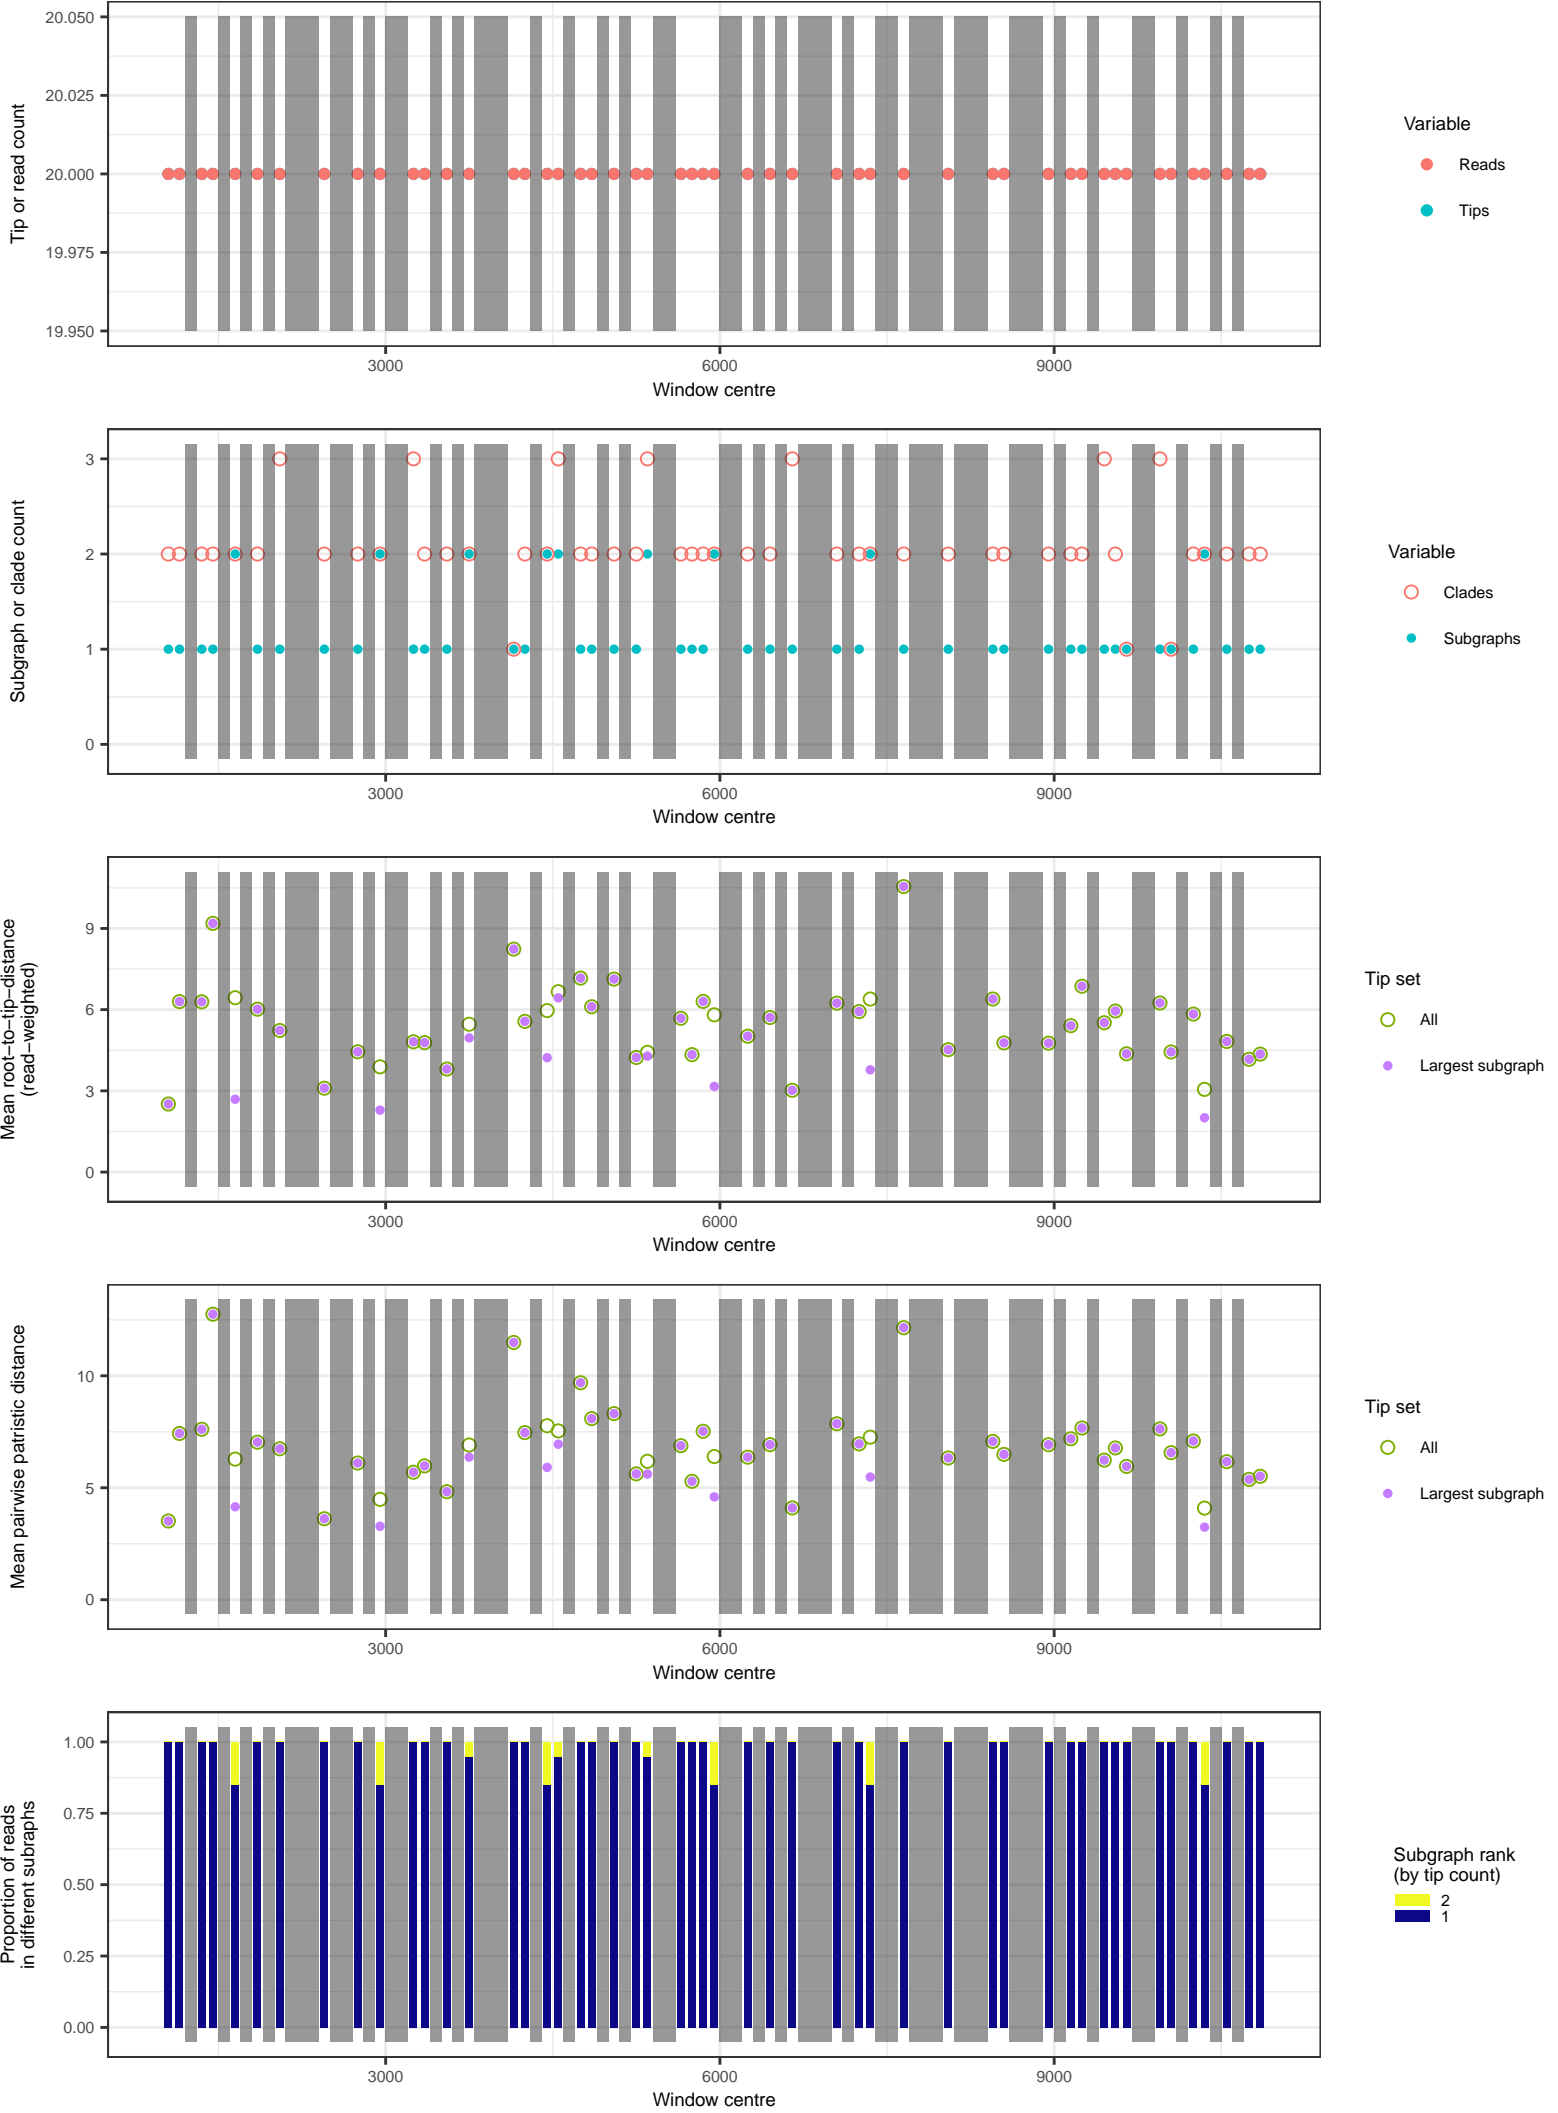 20.050
20.025
20.000
19.975
19.950
Tip or read count
3000 6000 9000
Window centre
Variable
Reads
Tips
3
2
1
0
Subgraph or clade count
3000 6000 9000
Window centre
Variable
Clades
Subgraphs
9
6
3
0
Mean root−to−tip−distance
(read−weighted)
3000 6000 9000
Window centre
Tip set
All
Largest subgraph
10
5
0
Mean pairwise patristic distance
3000 6000 9000
Window centre
Tip set
All
Largest subgraph
1.00
0.75
0.50
0.25
0.00
Proportion of reads
in different subraphs
3000 6000 9000
Window centre
Subgraph rank
(by tip count)
2
1